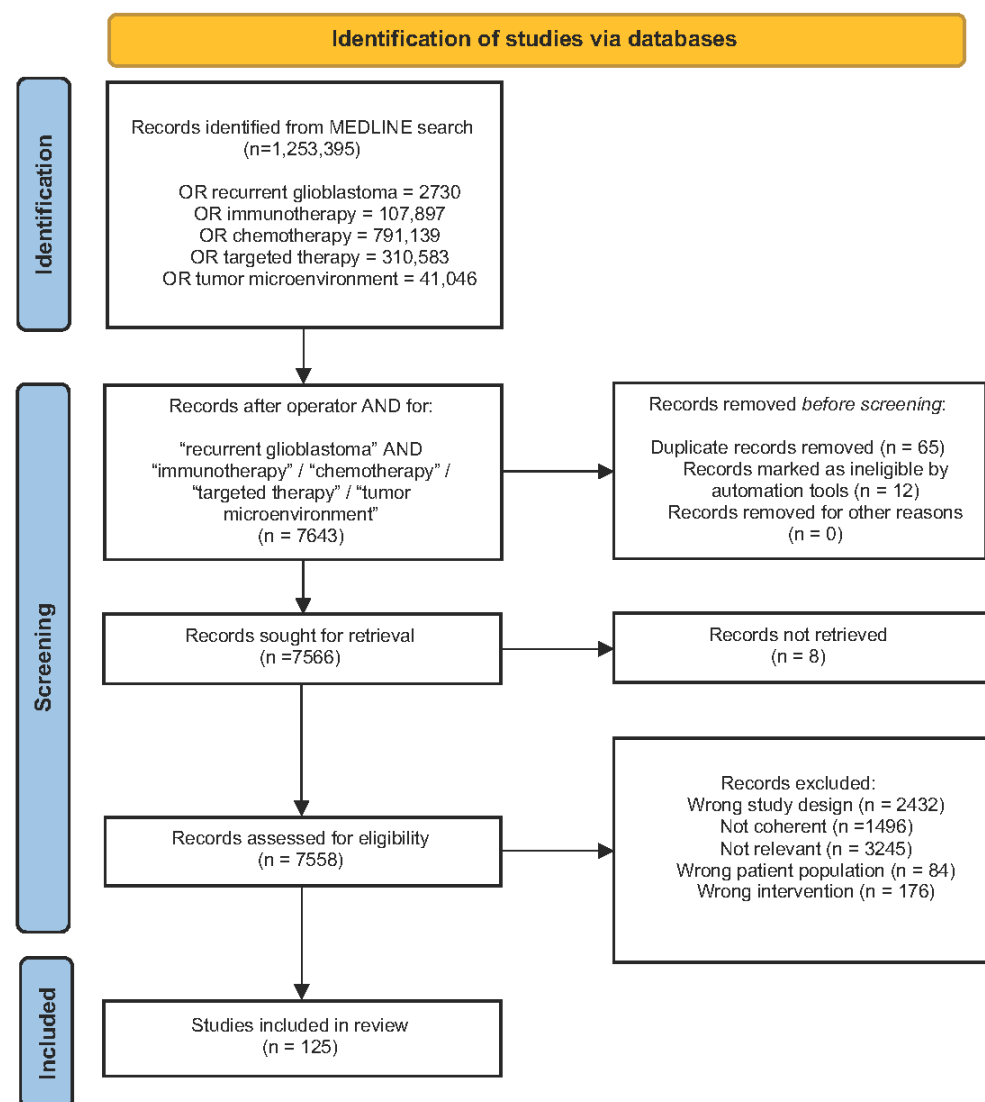 Identification of studies via databases
Identification
Records identified from MEDLINE search
(n=1,253,395)
OR recurrent glioblastoma = 2730
OR immunotherapy = 107,897
OR chemotherapy = 791,139
OR targeted therapy = 310,583
OR tumor microenvironment = 41,046
Screening
Records after operator AND for:
“recurrent glioblastoma” AND
“immunotherapy” / “chemotherapy” /
“targeted therapy” / “tumor
microenvironment”
(n = 7643)
Records removed before screening:
Duplicate records removed (n = 65)
Records marked as ineligible by
automation tools (n = 12)
Records removed for other reasons
(n = 0)
Records sought for retrieval
(n =7566)
Records not retrieved
(n = 8)
Records assessed for eligibility
(n = 7558)
Records excluded:
Wrong study design (n = 2432)
Not coherent (n =1496)
Not relevant (n = 3245)
Wrong patient population (n = 84)
Wrong intervention (n = 176)
Included
Studies included in review
(n = 125)